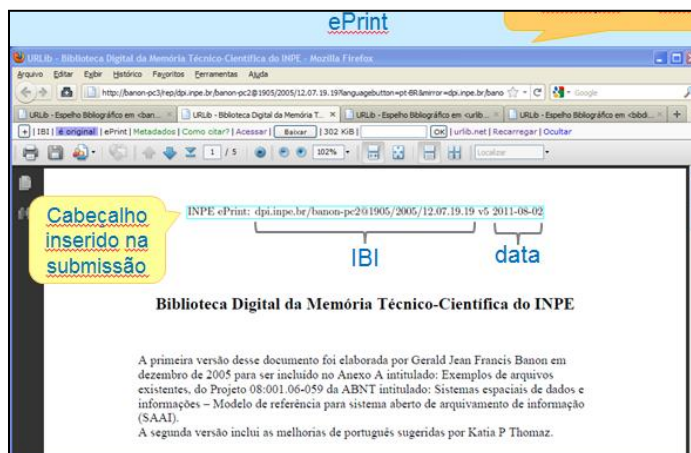 ePrint
URLib - Biblioteca Digital da Memória Técnico-Científica do INPE - Mozilla Firefox
Arquivo Editar Exibir Histórico Favoritos Ferramentas Ajuda
http://banon-pc3/rep/dpi.inpe.br/banon-pc2@1905/2005/12.07.19.19?languagebutton=pt-BR&mirror=dpi.inpe.br/bano Google
URLib - Espelho Bibliográfico em <ban... URLib - Biblioteca Digital da Memória T... URLib - Espelho Bibliográfico em <urlib... URLib - Espelho Bibliográfico em <bibdi...
+ | IBI | é original | ePrint | Metadados | Como citar? | Acessar | Baixar | 302 KiB | OK | urlib.net | Recarregar | Ocultar
1 / 5 102% Localizar
Cabeçalho
inserido na
submissão
INPE ePrint: dpi.inpe.br/banon-pc2@1905/2005/12.07.19.19 v5 2011-08-02
IBI data
Biblioteca Digital da Memória Técnico-Científica do INPE
A primeira versão desse documento foi elaborada por Gerald Jean Francis Banon em
dezembro de 2005 para ser incluído no Anexo A intitulado: Exemplos de arquivos
existentes, do Projeto 08:001.06-059 da ABNT intitulado: Sistemas espaciais de dados e
informações – Modelo de referência para sistema aberto de arquivamento de informação
(SAAI).
A segunda versão inclui as melhorias de português sugeridas por Katia P Thomaz.